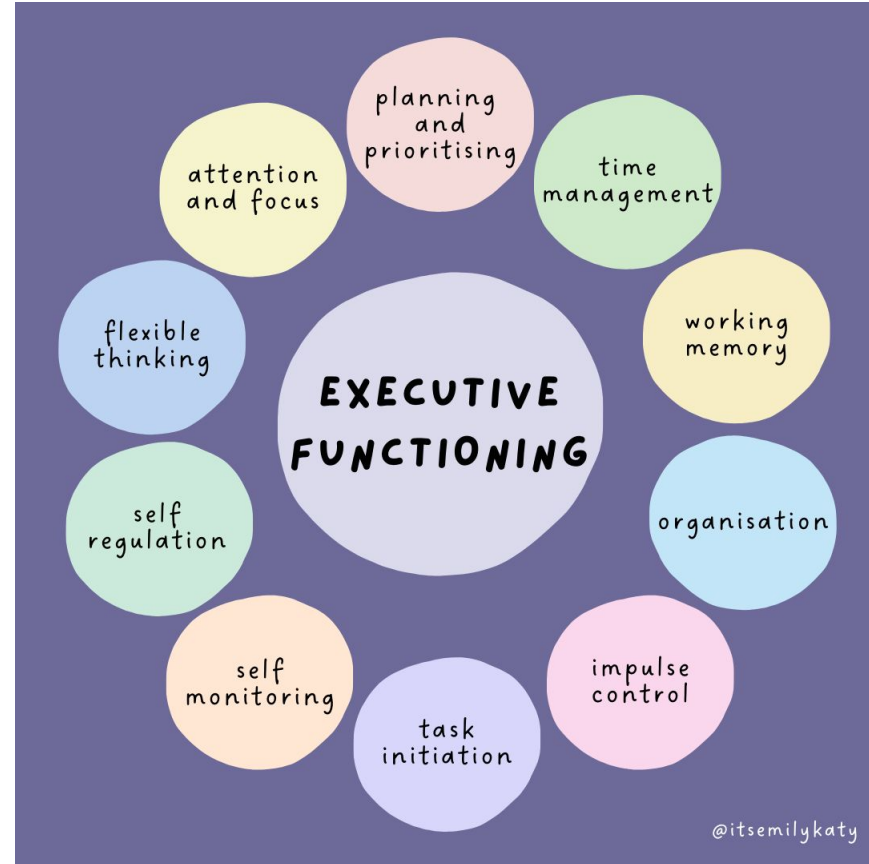 planning
and
prioritising
time
management
working
memory
organisation
impulse
control
task
initiation
self
monitoring
self
regulation
flexible
thinking
attention
and focus
EXECUTIVE
FUNCTIONING
@itsemilykaty